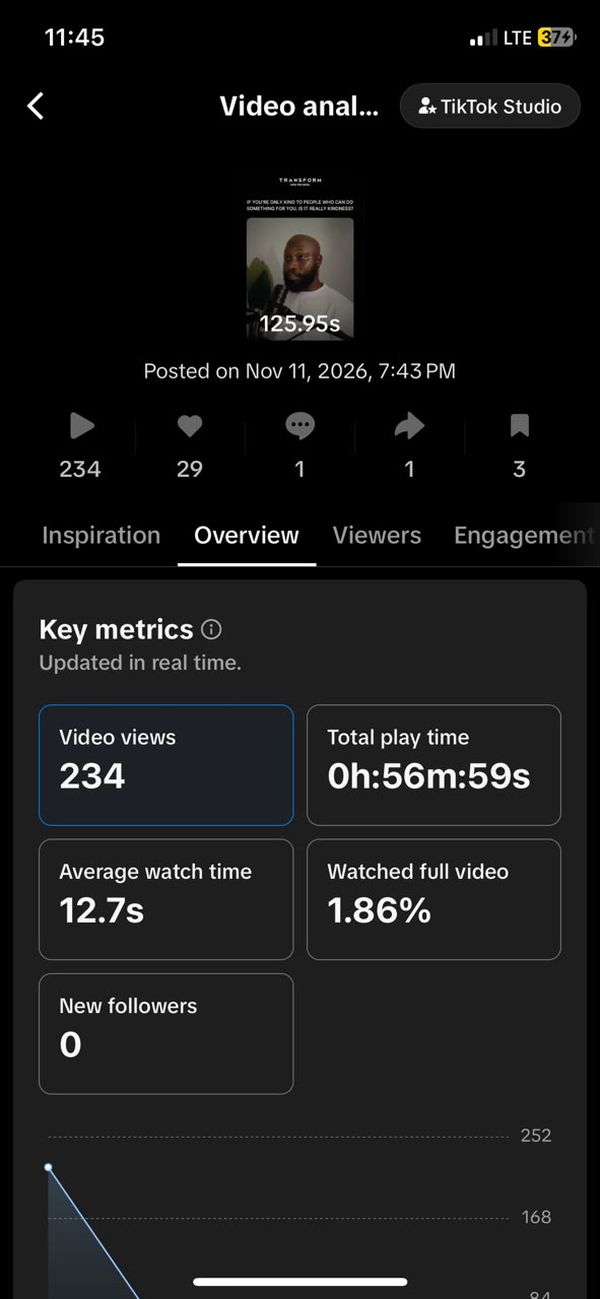 11:45
LTE 37
Video anal...
TikTok Studio
TRANSFORM
IF YOU'RE ONLY KIND TO PEOPLE WHO CAN DO
SOMETHING FOR YOU, IS IT REALLY KINDNESS?
125.95s
Posted on Nov 11, 2026, 7:43 PM
234 29 1 1 3
Inspiration Overview Viewers Engagement
Key metrics
Updated in real time.
Video views Total play time
234 0h:56m:59s
Average watch time Watched full video
12.7s 1.86%
New followers
0
252
168
84